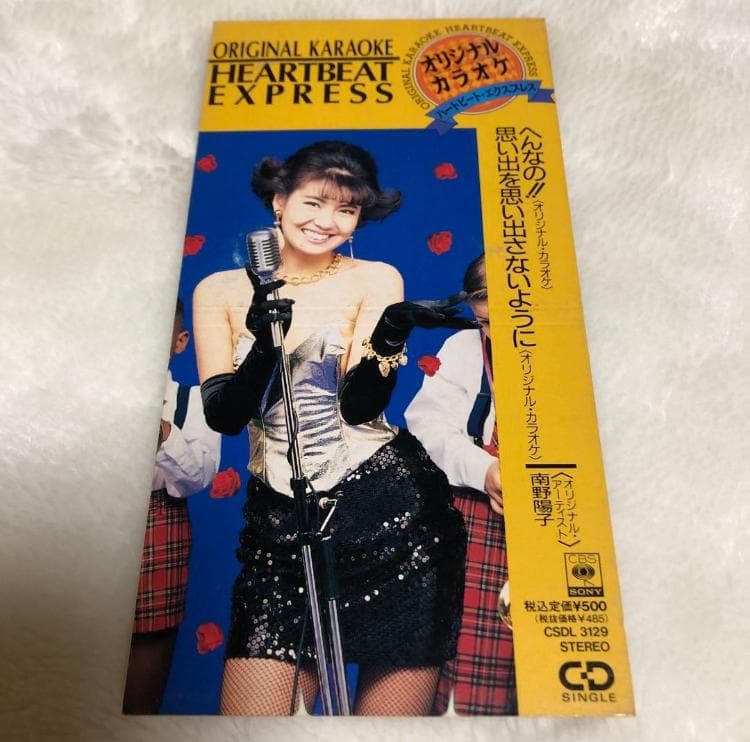 ORIGINAL KARAOKE
HEARTBEAT
EXPRESS
ORIGINAL KARAOKE HEARTBEAT EXPRESS
オリジナル
カラオケ
ハートビート・エクスプレス
へんなの!!〈オリジナル・カラオケ〉
思い出を思い出さないように〈オリジナル・カラオケ〉
〈オリジナル・
アーティスト〉
南野陽子
CBS
SONY
税込定価¥500
(税抜価格¥485)
CSDL 3129
STEREO
CD
SINGLE